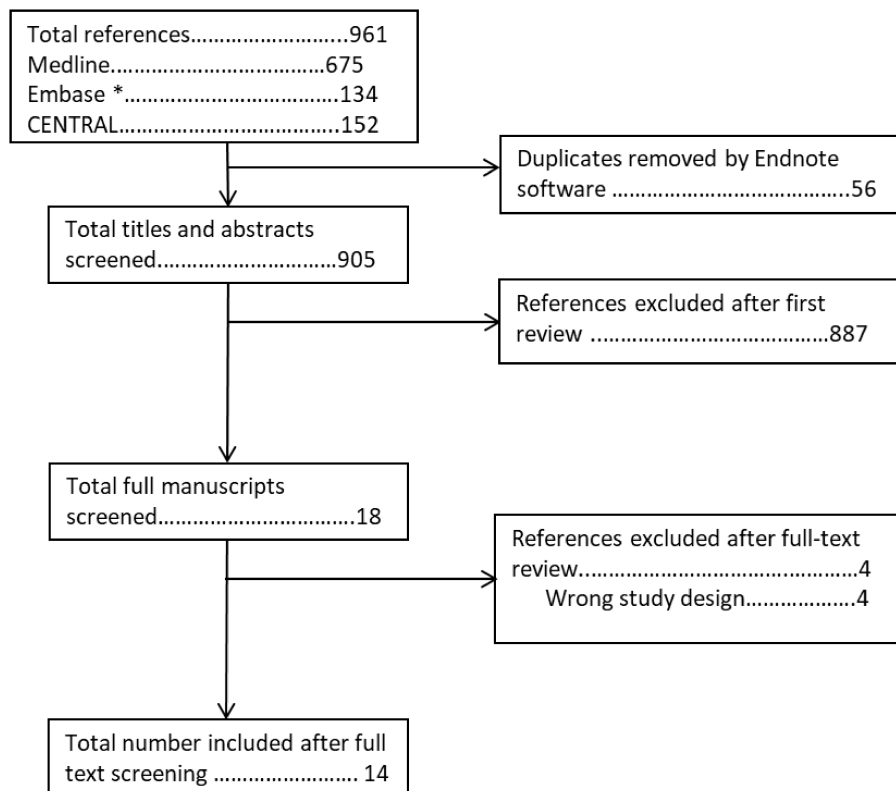 Total references……………………...961
Medline.………………………………675
Embase *……………………………….134
CENTRAL………………………………..152
Duplicates removed by Endnote
software ………………………………..56
Total titles and abstracts
screened….………………………905
References excluded after first
review ..…………………………………887
Total full manuscripts
screened…………………………….18
References excluded after full-text
review..……………………………………….4
Wrong study design……………….4
Total number included after full
text screening …………………… 14